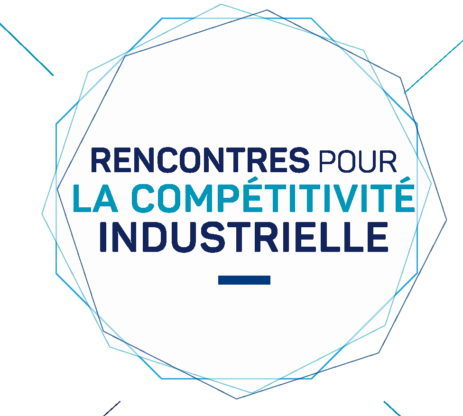 RENCONTRES POUR
LA COMPÉTITIVITÉ
INDUSTRIELLE